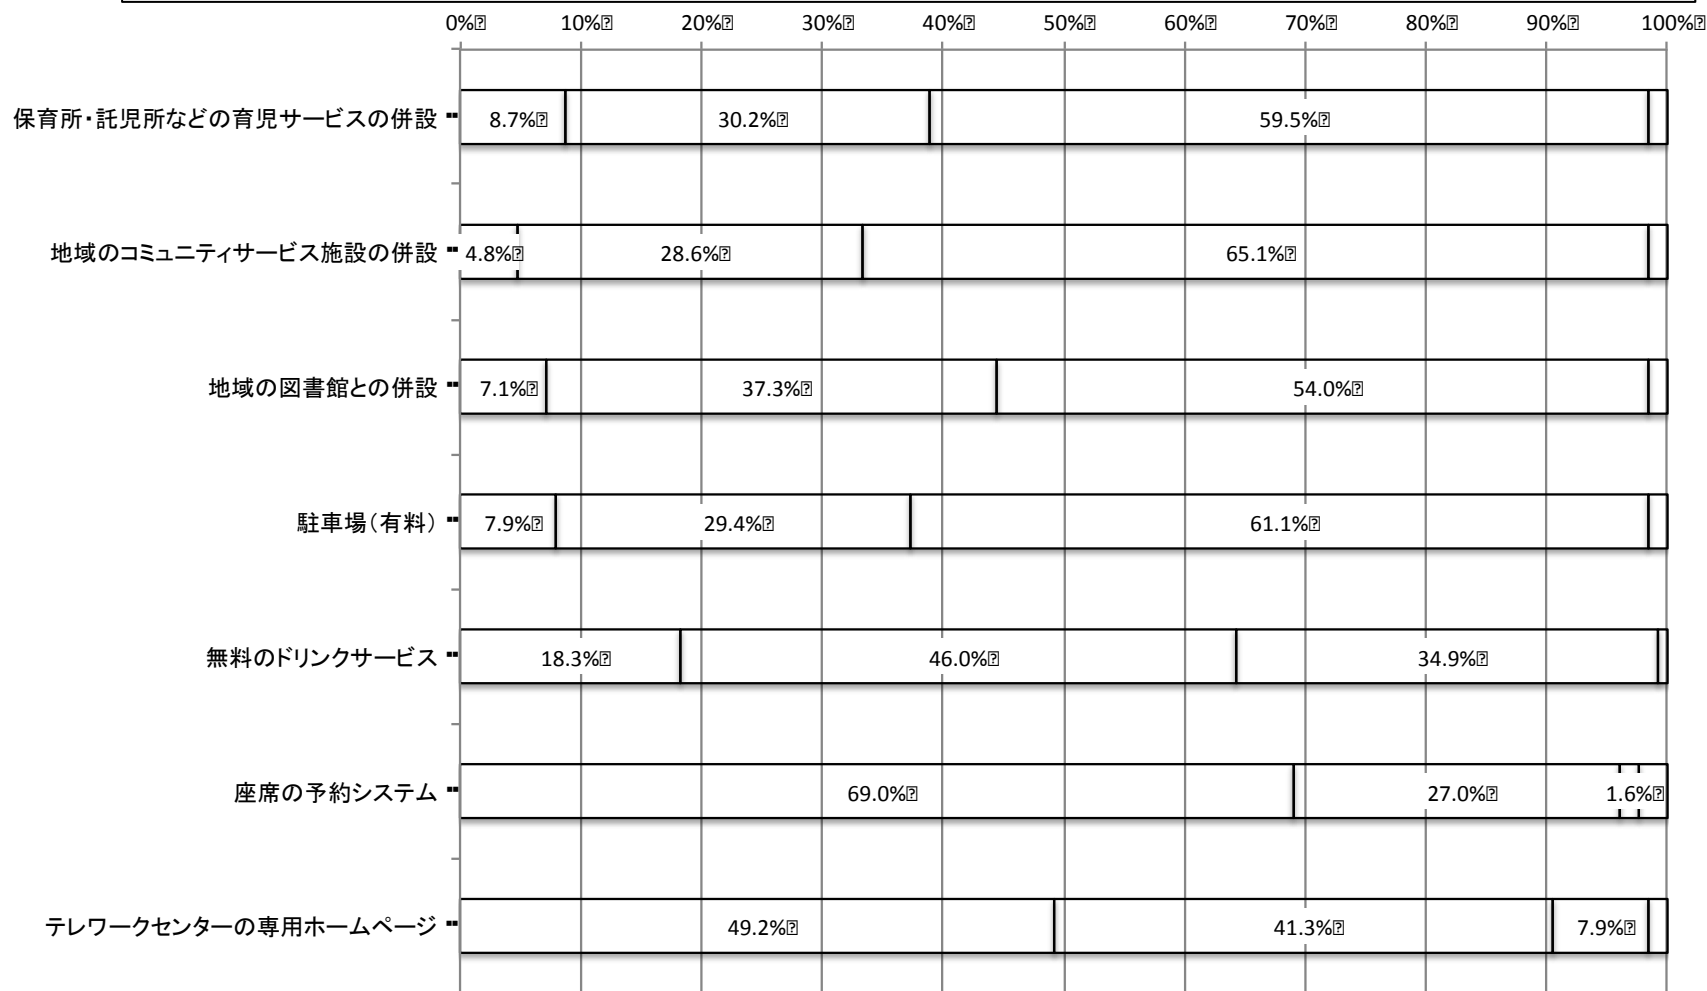 0% 10% 20% 30% 40% 50% 60% 70% 80% 90% 100%
保育所・託児所などの育児サービスの併設 8.7% 30.2% 59.5%
地域のコミュニティサービス施設の併設 4.8% 28.6% 65.1%
地域の図書館との併設 7.1% 37.3% 54.0%
駐車場(有料) 7.9% 29.4% 61.1%
無料のドリンクサービス 18.3% 46.0% 34.9%
座席の予約システム 69.0% 27.0% 1.6%
テレワークセンターの専用ホームページ 49.2% 41.3% 7.9%